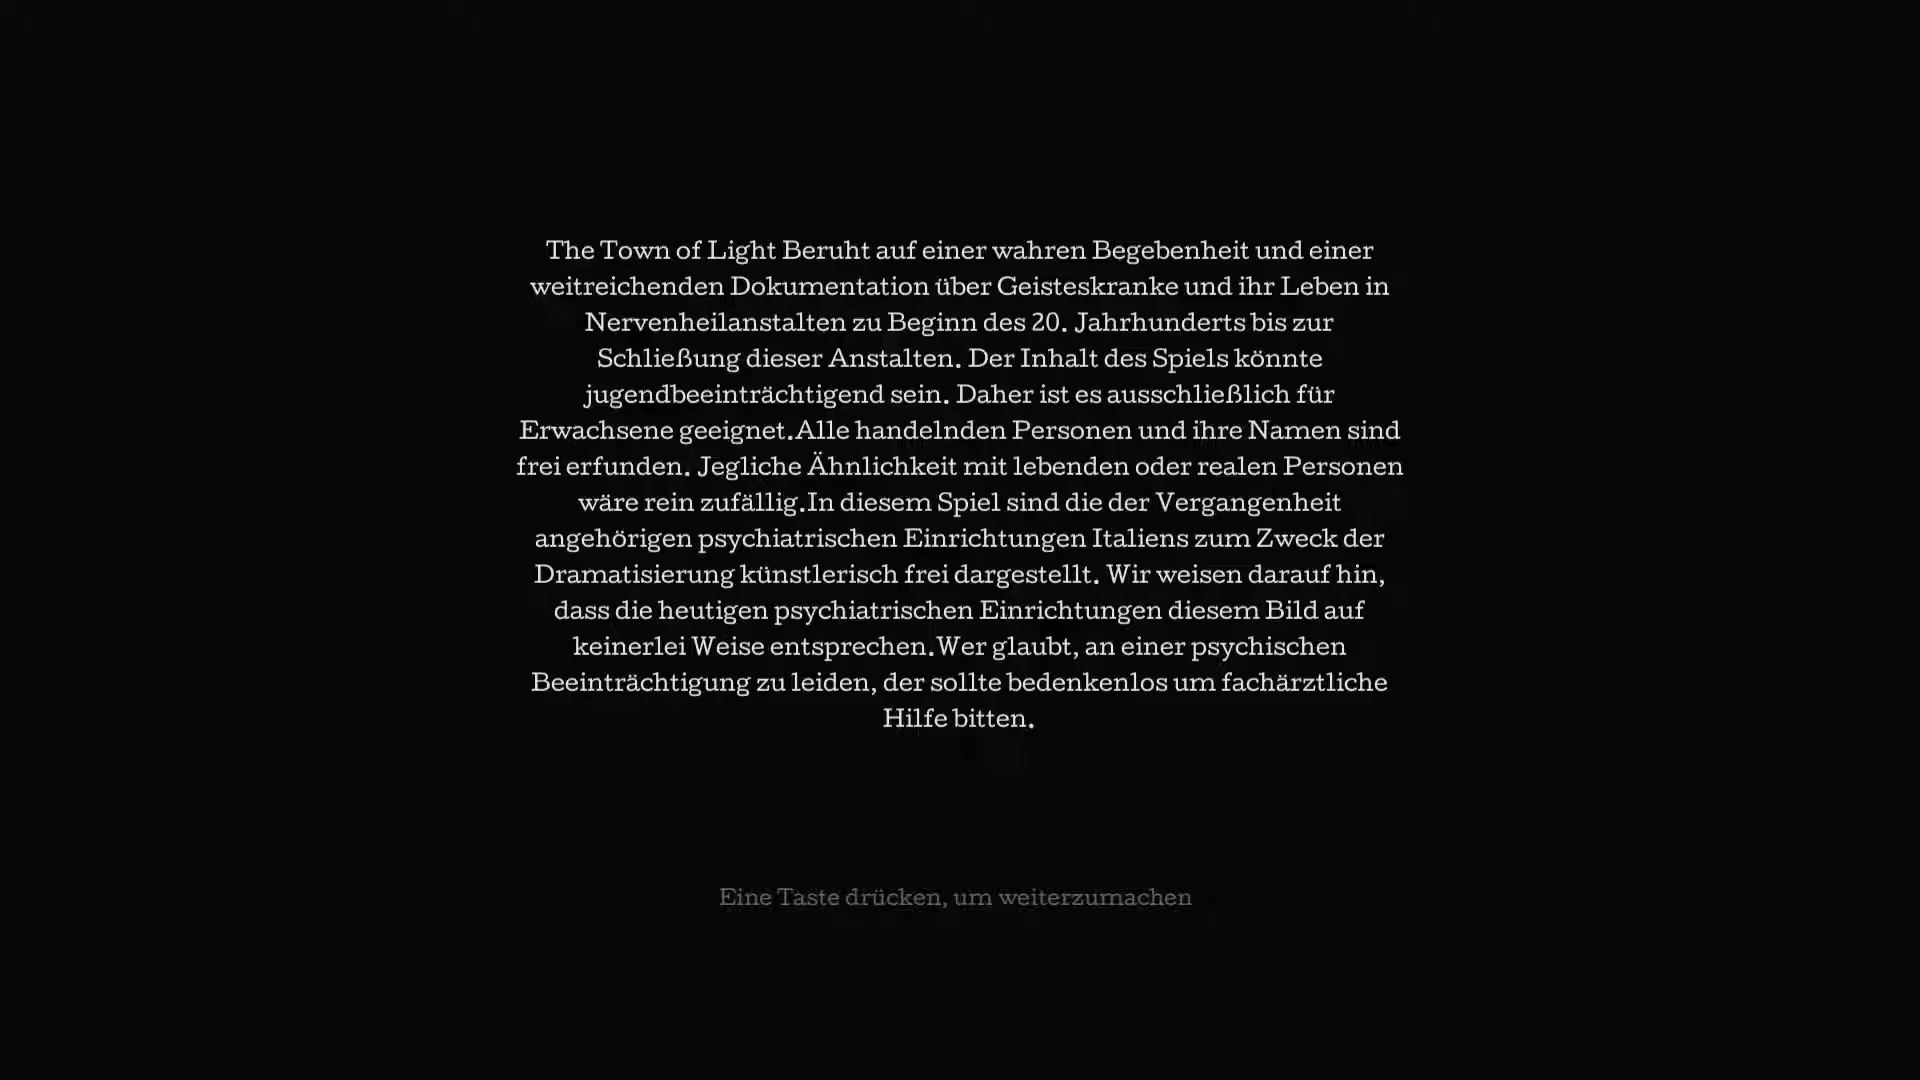 The Town of Light Beruht auf einer wahren Begebenheit und einer
weitreichenden Dokumentation über Geisteskranke und ihr Leben in
Nervenheilanstalten zu Beginn des 20. Jahrhunderts bis zur
Schließung dieser Anstalten. Der Inhalt des Spiels könnte
jugendbeeinträchtigend sein. Daher ist es ausschließlich für
Erwachsene geeignet.Alle handelnden Personen und ihre Namen sind
frei erfunden. Jegliche Ähnlichkeit mit lebenden oder realen Personen
wäre rein zufällig.In diesem Spiel sind die der Vergangenheit
angehörigen psychiatrischen Einrichtungen Italiens zum Zweck der
Dramatisierung künstlerisch frei dargestellt. Wir weisen darauf hin,
dass die heutigen psychiatrischen Einrichtungen diesem Bild auf
keinerlei Weise entsprechen.Wer glaubt, an einer psychischen
Beeinträchtigung zu leiden, der sollte bedenkenlos um fachärztliche
Hilfe bitten.
Eine Taste drücken, um weiterzumachen